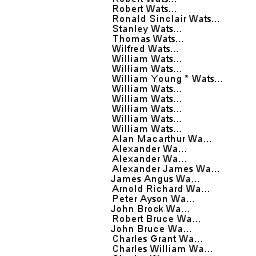 Robert Wats...
Robert Wats...
Ronald Sinclair Wats...
Stanley Wats...
Thomas Wats...
Wilfred Wats...
William Wats...
William Wats...
William Young * Wats...
William Wats...
William Wats...
William Wats...
William Wats...
William Wats...
Alan Macarthur Wa...
Alexander Wa...
Alexander Wa...
Alexander James Wa...
James Angus Wa...
Arnold Richard Wa...
Peter Ayson Wa...
John Brock Wa...
Robert Bruce Wa...
John Bruce Wa...
Charles Grant Wa...
Charles William Wa...